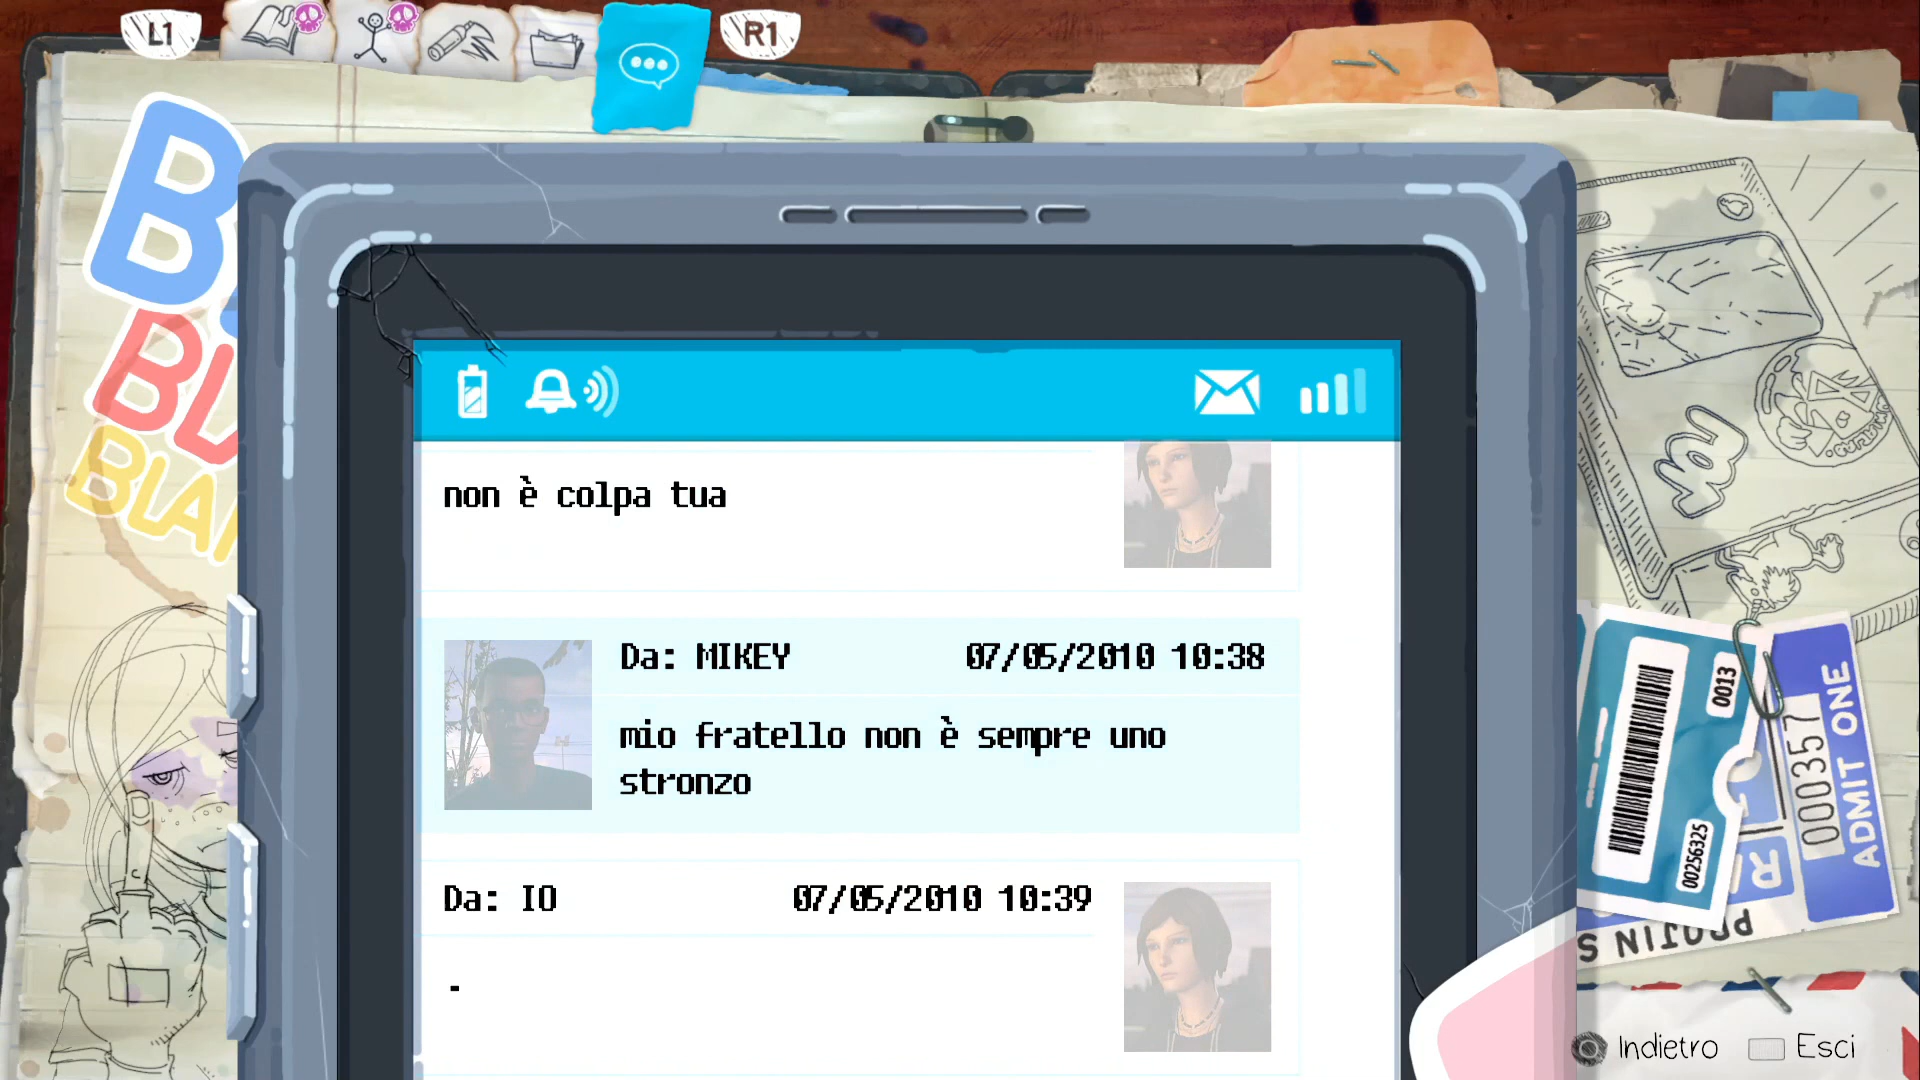 L1
R1
non è colpa tua
Da: MIKEY 07/05/2010 10:38
mio fratello non è sempre uno
stronzo
Da: IO 07/05/2010 10:39
.
0013
00256325
000357
ADMIT ONE
Indietro
Esci